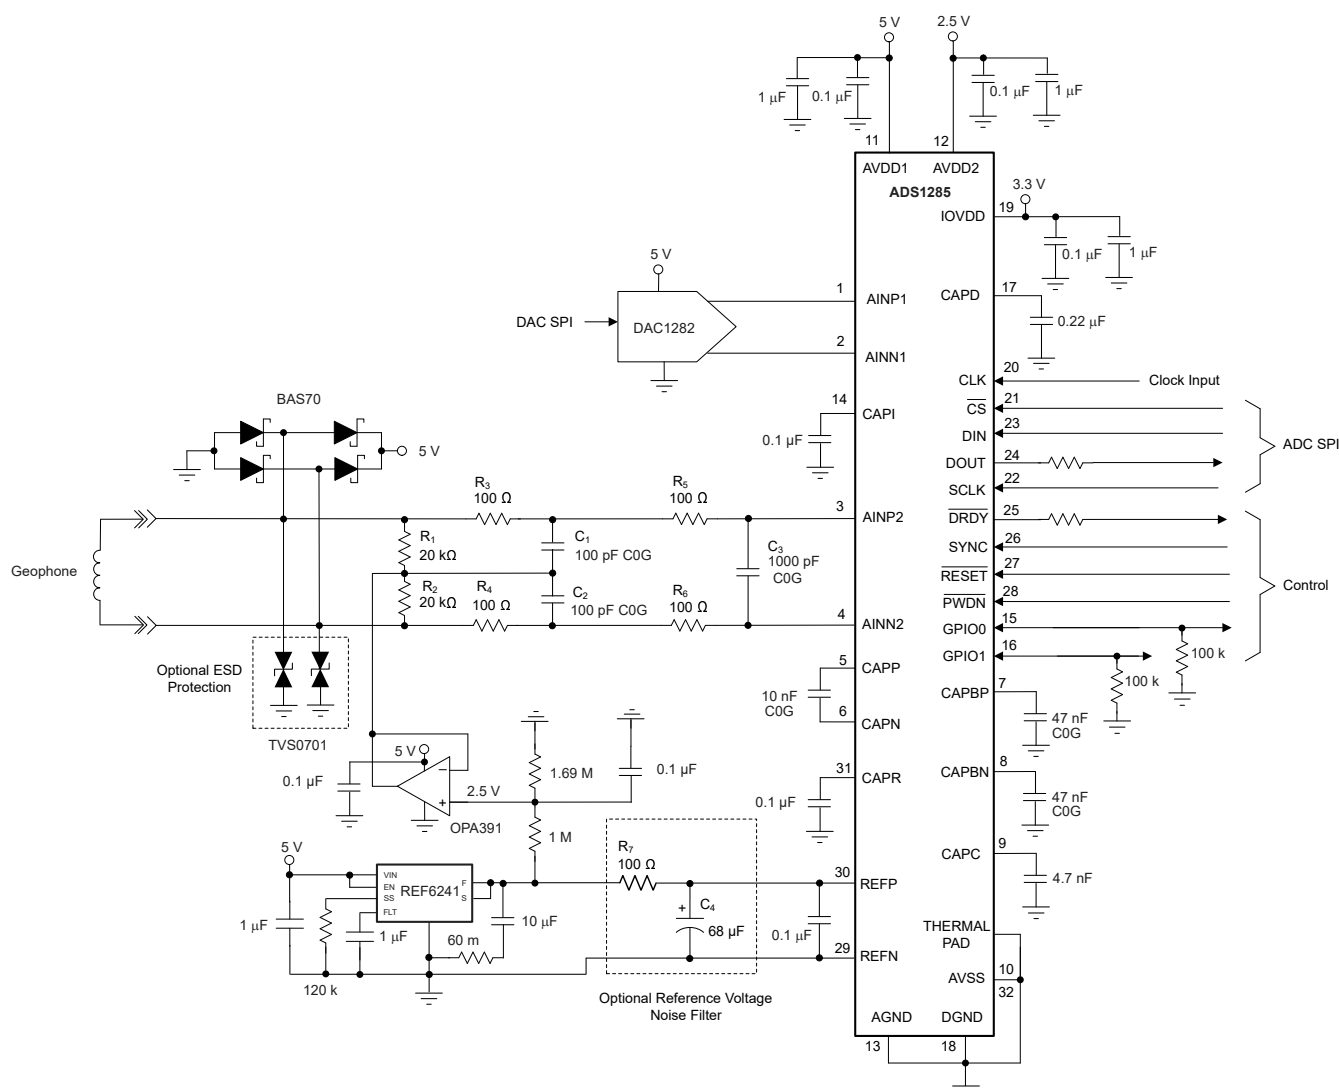 5 V
2.5 V
1 µF
0.1 µF
0.1 µF
1 µF
11
12
AVDD1
AVDD2
ADS1285
3.3 V
IOVDD
19
0.1 µF
1 µF
5 V
DAC SPI
DAC1282
1
AINP1
2
AINN1
CAPD
17
0.22 µF
CLK
20
Clock Input
CS
21
DIN
23
DOUT
24
SCLK
22
ADC SPI
14
CAPI
0.1 µF
BAS70
5 V
Geophone
R3
100 Ω
R5
100 Ω
3
AINP2
R1
20 kΩ
C1
100 pF C0G
C3
1000 pF
C0G
R2
20 kΩ
R4
100 Ω
C2
100 pF C0G
R6
100 Ω
4
AINN2
DRDY
25
SYNC
26
RESET
27
PWDN
28
GPIO0
15
GPIO1
16
Control
100 k
100 k
Optional ESD
Protection
TVS0701
5
CAPP
10 nF
C0G
6
CAPN
CAPBP
7
47 nF
C0G
CAPBN
8
47 nF
C0G
31
CAPR
0.1 µF
5 V
0.1 µF
–
+
2.5 V
OPA391
1.69 M
0.1 µF
1 M
CAPC
9
4.7 nF
5 V
VIN
EN
SS
FLT
REF6241
F
S
1 µF
1 µF
120 k
60 m
10 µF
R7
100 Ω
+
C4
68 µF
0.1 µF
30
REFP
29
REFN
Optional Reference Voltage
Noise Filter
THERMAL
PAD
AVSS
10
32
AGND
DGND
13
18